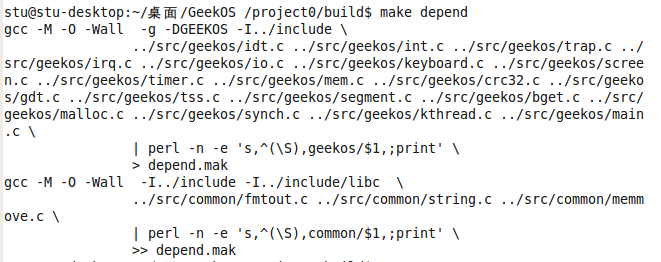 stu@stu-desktop:~/桌面/GeekOS /project0/build$ make depend
gcc -M -O -Wall  -g -DGEEKOS -I../include \
../src/geekos/idt.c ../src/geekos/int.c ../src/geekos/trap.c ../
src/geekos/irq.c ../src/geekos/io.c ../src/geekos/keyboard.c ../src/geekos/scree
n.c ../src/geekos/timer.c ../src/geekos/mem.c ../src/geekos/crc32.c ../src/geeko
s/gdt.c ../src/geekos/tss.c ../src/geekos/segment.c ../src/geekos/bget.c ../src/
geekos/malloc.c ../src/geekos/synch.c ../src/geekos/kthread.c ../src/geekos/main
.c \
| perl -n -e 's,^(\S),geekos/$1,;print' \
> depend.mak
gcc -M -O -Wall  -I../include -I../include/libc  \
../src/common/fmtout.c ../src/common/string.c ../src/common/memm
ove.c \
| perl -n -e 's,^(\S),common/$1,;print' \
>> depend.mak